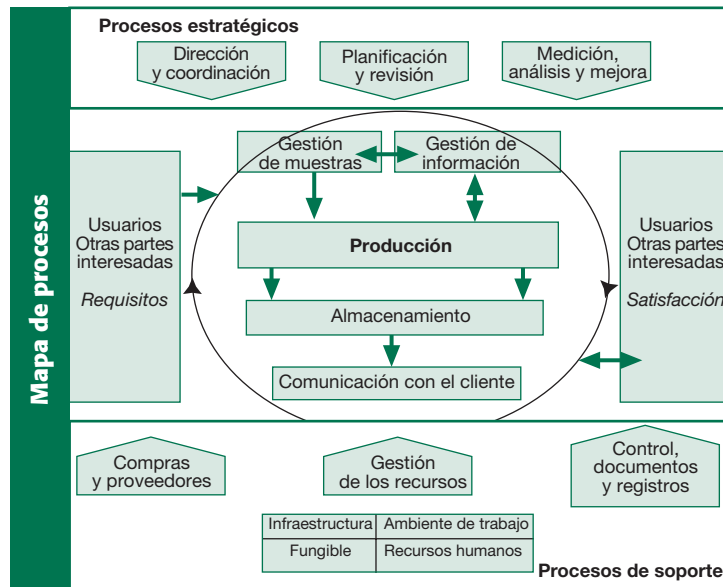 Mapa de procesos
Procesos estratégicos
Dirección
y coordinación
Planificación
y revisión
Medición,
análisis y mejora
Usuarios
Otras partes
interesadas
Requisitos
Gestión
de muestras
Gestión de
información
Producción
Almacenamiento
Comunicación con el cliente
Usuarios
Otras partes
interesadas
Satisfacción
Compras
y proveedores
Gestión
de los recursos
Control,
documentos
y registros
Infraestructura
Ambiente de trabajo
Fungible
Recursos humanos
Procesos de soporte